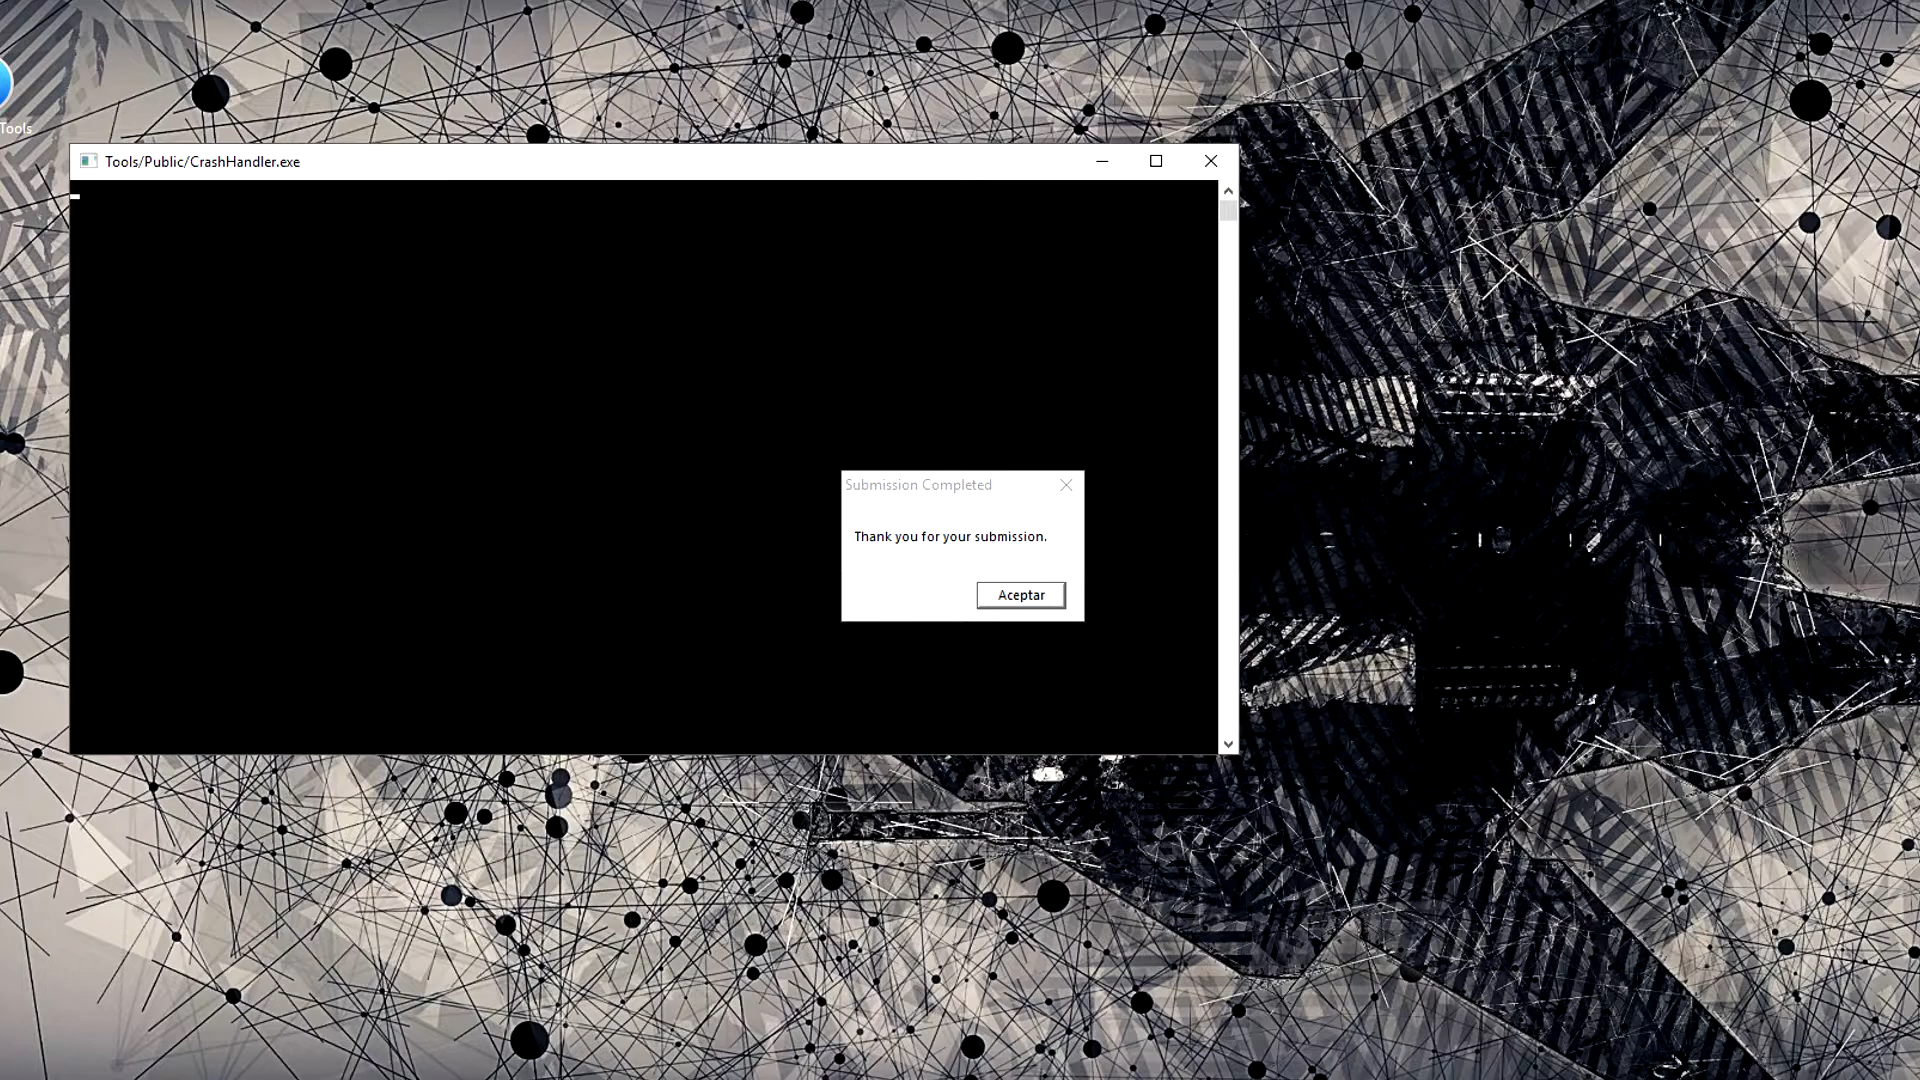 Tools
Tools/Public/CrashHandler.exe
Submission Completed
Thank you for your submission.
Aceptar